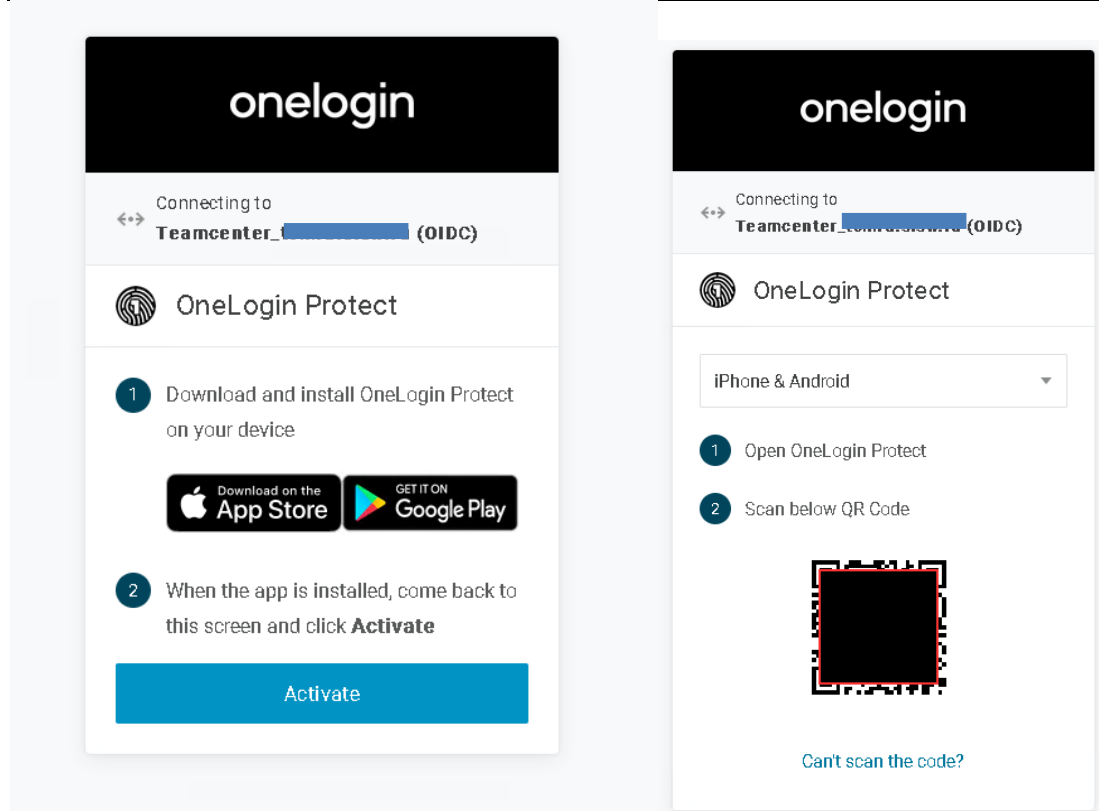 onelogin
Connecting to
Teamcenter_ (OIDC)
OneLogin Protect
1 Download and install OneLogin Protect
on your device
Download on the
App Store
GET IT ON
Google Play
2 When the app is installed, come back to
this screen and click Activate
Activate
onelogin
Connecting to
Teamcenter_ (OIDC)
OneLogin Protect
iPhone & Android
1 Open OneLogin Protect
2 Scan below QR Code
Can't scan the code?